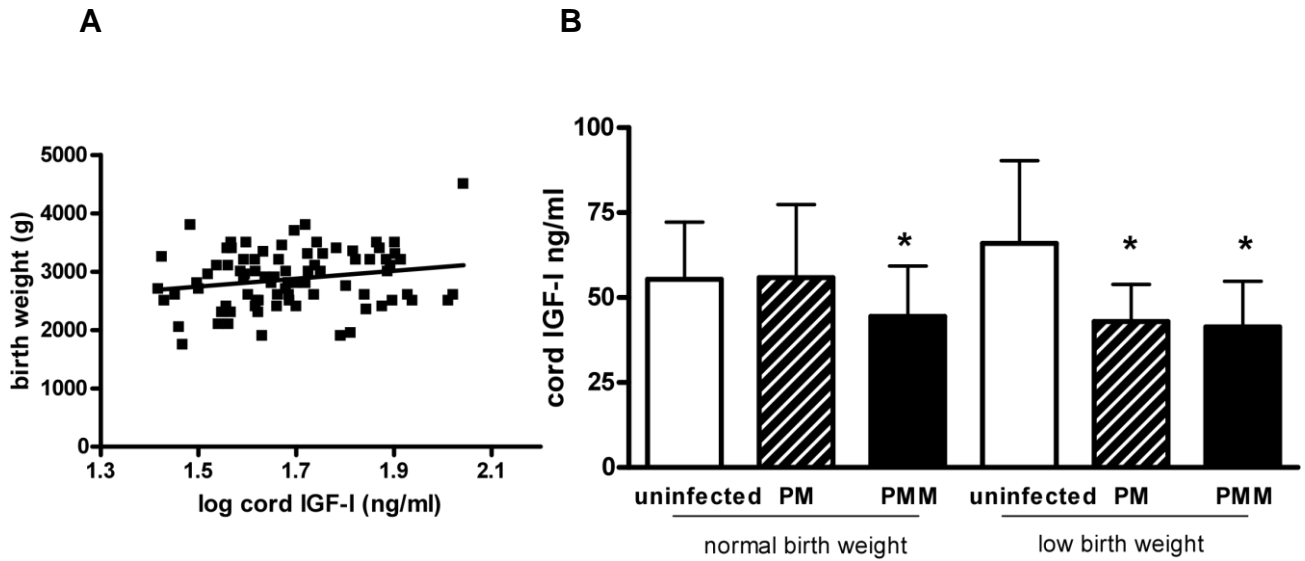 A
B
birth weight (g)
5000
4000
3000
2000
1000
0
1.3 1.5 1.7 1.9 2.1
log cord IGF-I (ng/ml)
cord IGF-I ng/ml
100
75
50
25
0
* * *
uninfected PM PMM uninfected PM PMM
normal birth weight low birth weight